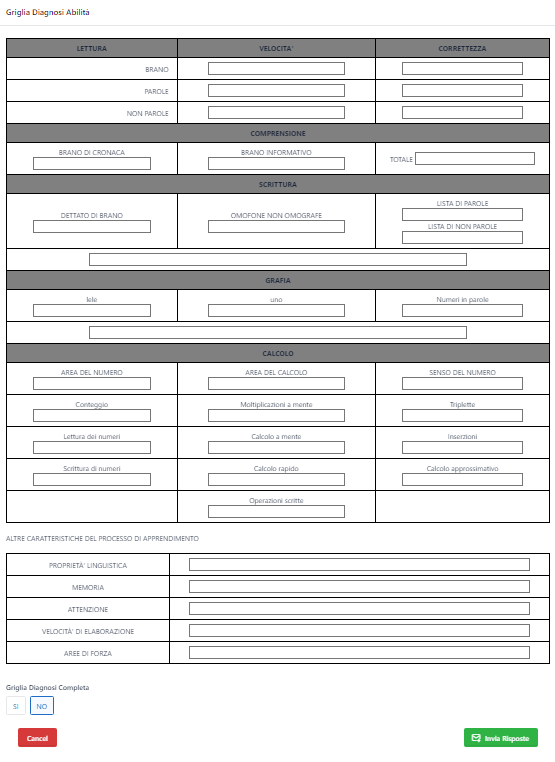 Griglia Diagnosi Abilità
LETTURA VELOCITA' CORRETTEZZA
BRANO
PAROLE
NON PAROLE
COMPRENSIONE
BRANO DI CRONACA BRANO INFORMATIVO TOTALE
SCRITTURA
DETTATO DI BRANO OMOFONE NON OMOGRAFE LISTA DI PAROLE
LISTA DI NON PAROLE
GRAFIA
lele uno Numeri in parole
CALCOLO
AREA DEL NUMERO AREA DEL CALCOLO SENSO DEL NUMERO
Conteggio Moltiplicazioni a mente Triplette
Lettura dei numeri Calcolo a mente Inserzioni
Scrittura di numeri Calcolo rapido Calcolo approssimativo
Operazioni scritte
ALTRE CARATTERISTICHE DEL PROCESSO DI APPRENDIMENTO
PROPRIETA' LINGUISTICA
MEMORIA
ATTENZIONE
VELOCITA' DI ELABORAZIONE
AREE DI FORZA
Griglia Diagnosi Completa
SI NO
Cancel Invia Risposte